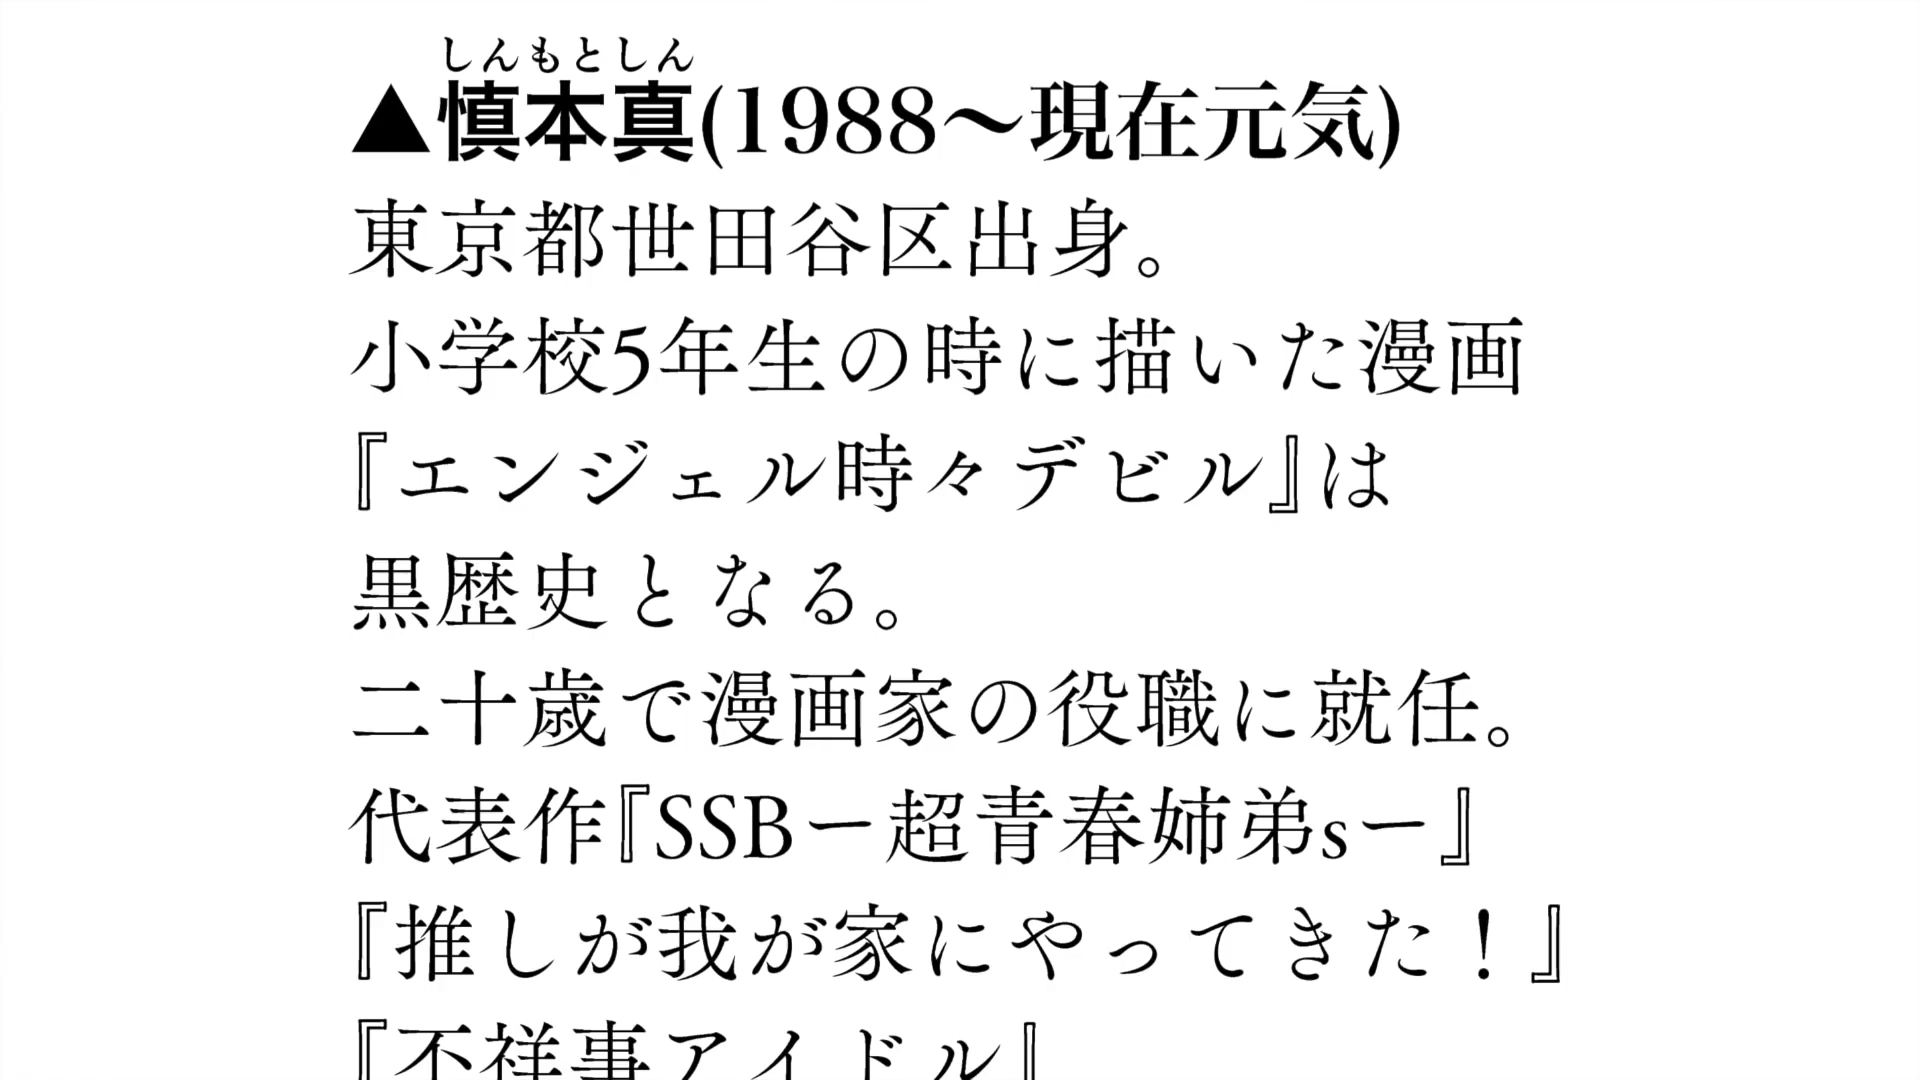 しんもとしん
▲慎本真(1988〜現在元気)
東京都世田谷区出身。
小学校5年生の時に描いた漫画
『エンジェル時々デビル』は
黒歴史となる。
二十歳で漫画家の役職に就任。
代表作『SSBー超青春姉弟sー』
『推しが我が家にやってきた！』
『不祥事アイドル』